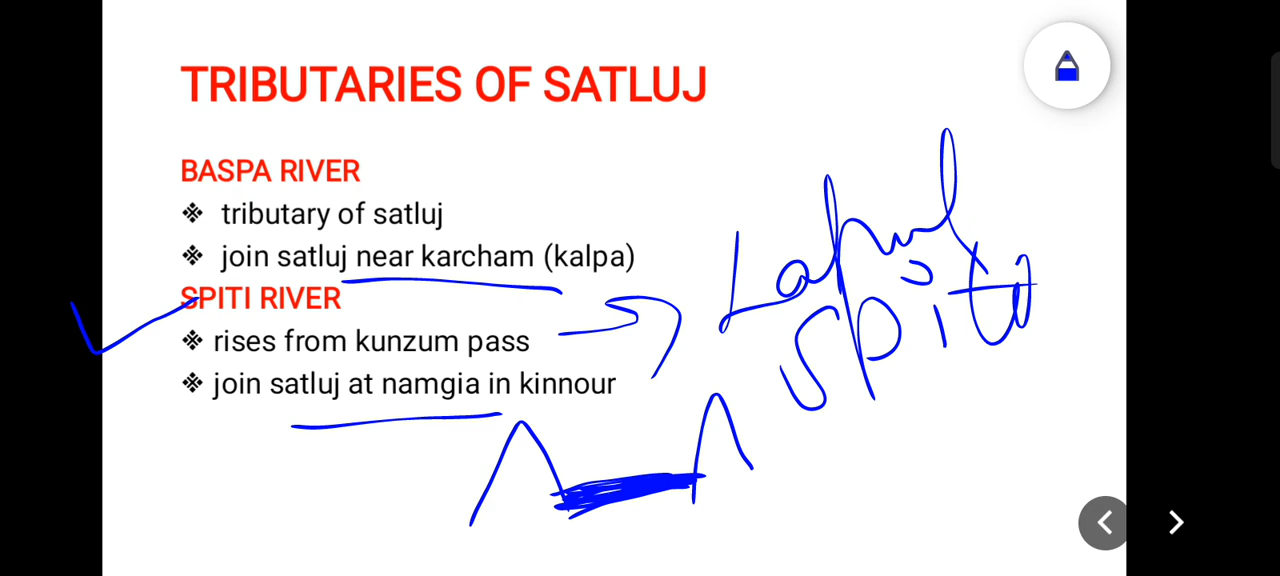 TRIBUTARIES OF SATLUJ
BASPA RIVER
❖ tributary of satluj
❖ join satluj near karcham (kalpa)
SPITI RIVER
❖ rises from kunzum pass
❖ join satluj at namgia in kinnour
Lahul
Spiti